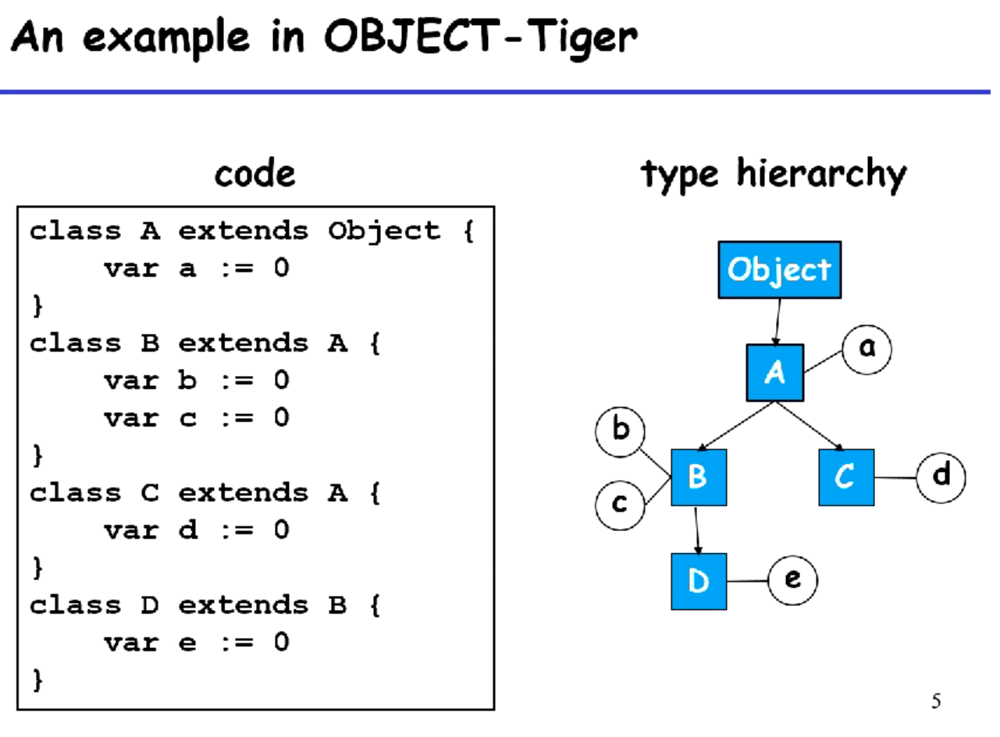 An example in OBJECT-Tiger
code
class A extends Object {
    var a := 0
}
class B extends A {
    var b := 0
    var c := 0
}
class C extends A {
    var d := 0
}
class D extends B {
    var e := 0
}
type hierarchy
Object
A
a
b
B
c
C
d
D
e
5